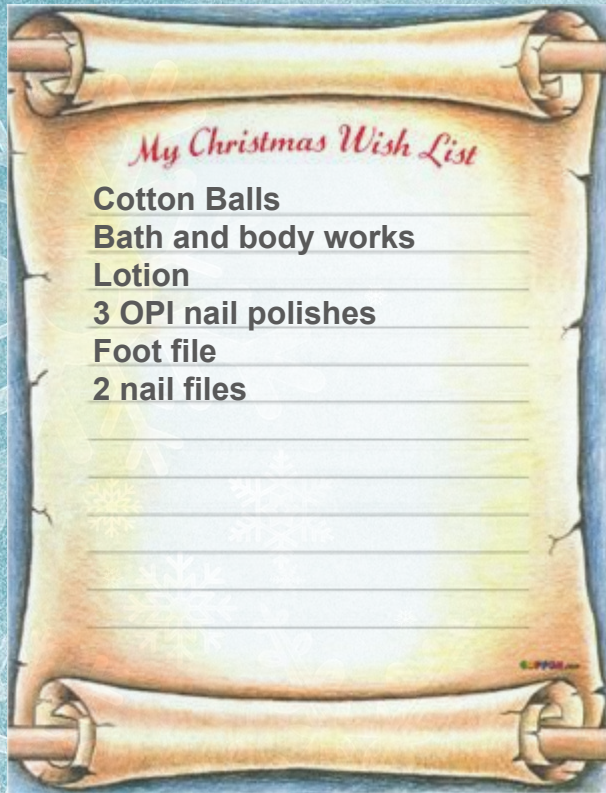 My Christmas Wish List
Cotton Balls
Bath and body works
Lotion
3 OPI nail polishes
Foot file
2 nail files